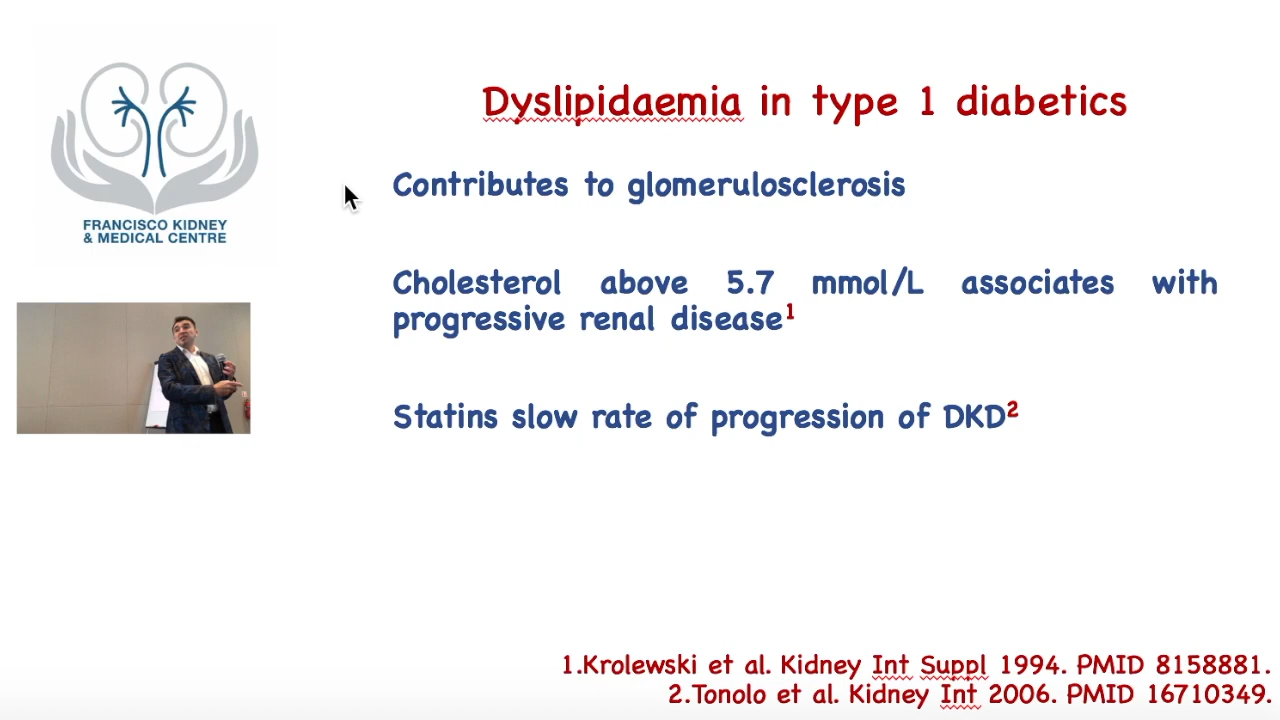 FRANCISCO KIDNEY
& MEDICAL CENTRE
Dyslipidaemia in type 1 diabetics
Contributes to glomerulosclerosis
Cholesterol above 5.7 mmol/L associates with
progressive renal disease¹
Statins slow rate of progression of DKD²
1.Krolewski et al. Kidney Int Suppl 1994. PMID 8158881.
2.Tonolo et al. Kidney Int 2006. PMID 16710349.